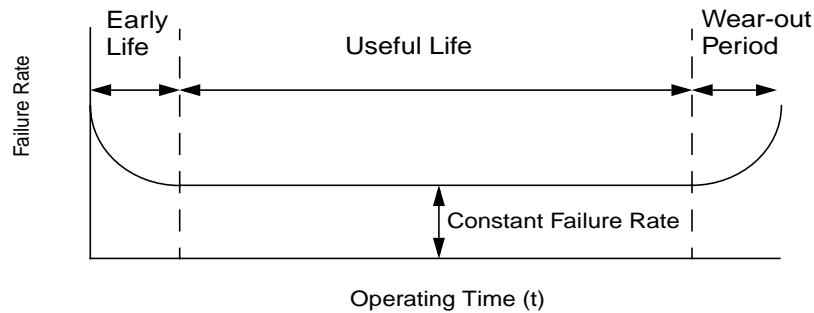 Early
Life
Useful Life
Wear-out
Period
Failure Rate
Constant Failure Rate
Operating Time (t)